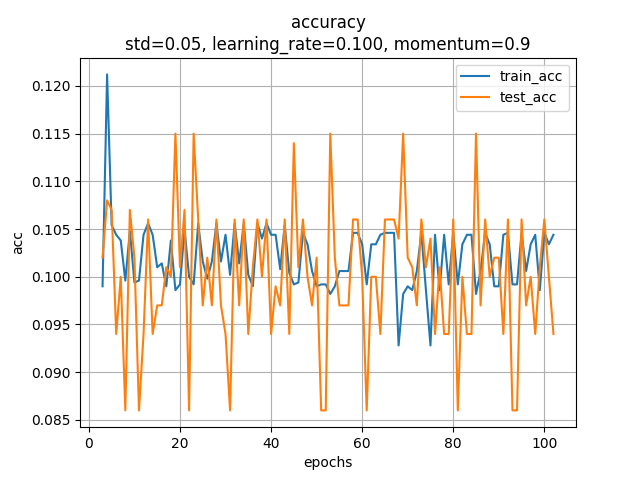 accuracy
std=0.05, learning_rate=0.100, momentum=0.9
train_acc
test_acc
0.120
0.115
0.110
0.105
0.100
0.095
0.090
0.085
acc
0 20 40 60 80 100
epochs